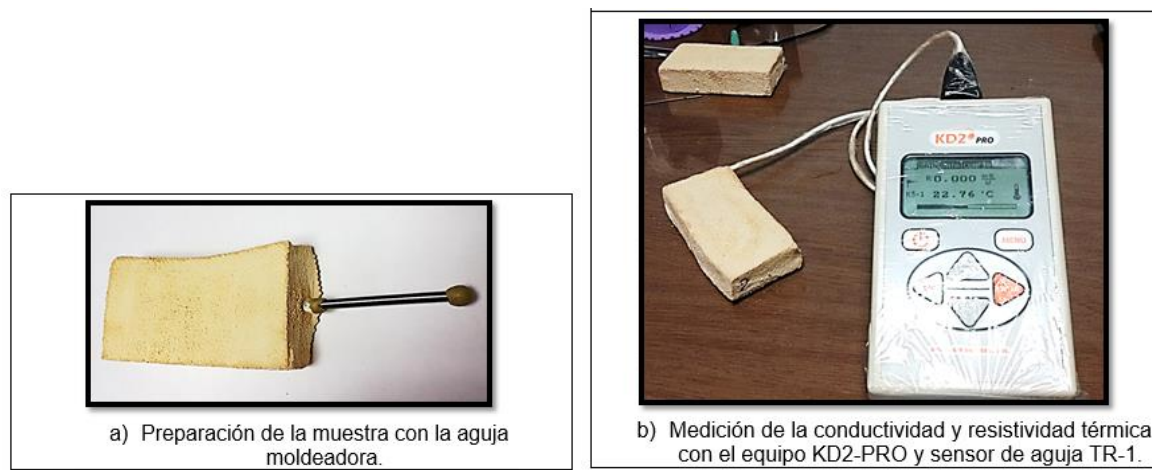 a) Preparación de la muestra con la aguja
moldeadora.
KD2 PRO
0.000
22.76 °C
MENU
b) Medición de la conductividad y resistividad térmica
con el equipo KD2-PRO y sensor de aguja TR-1.